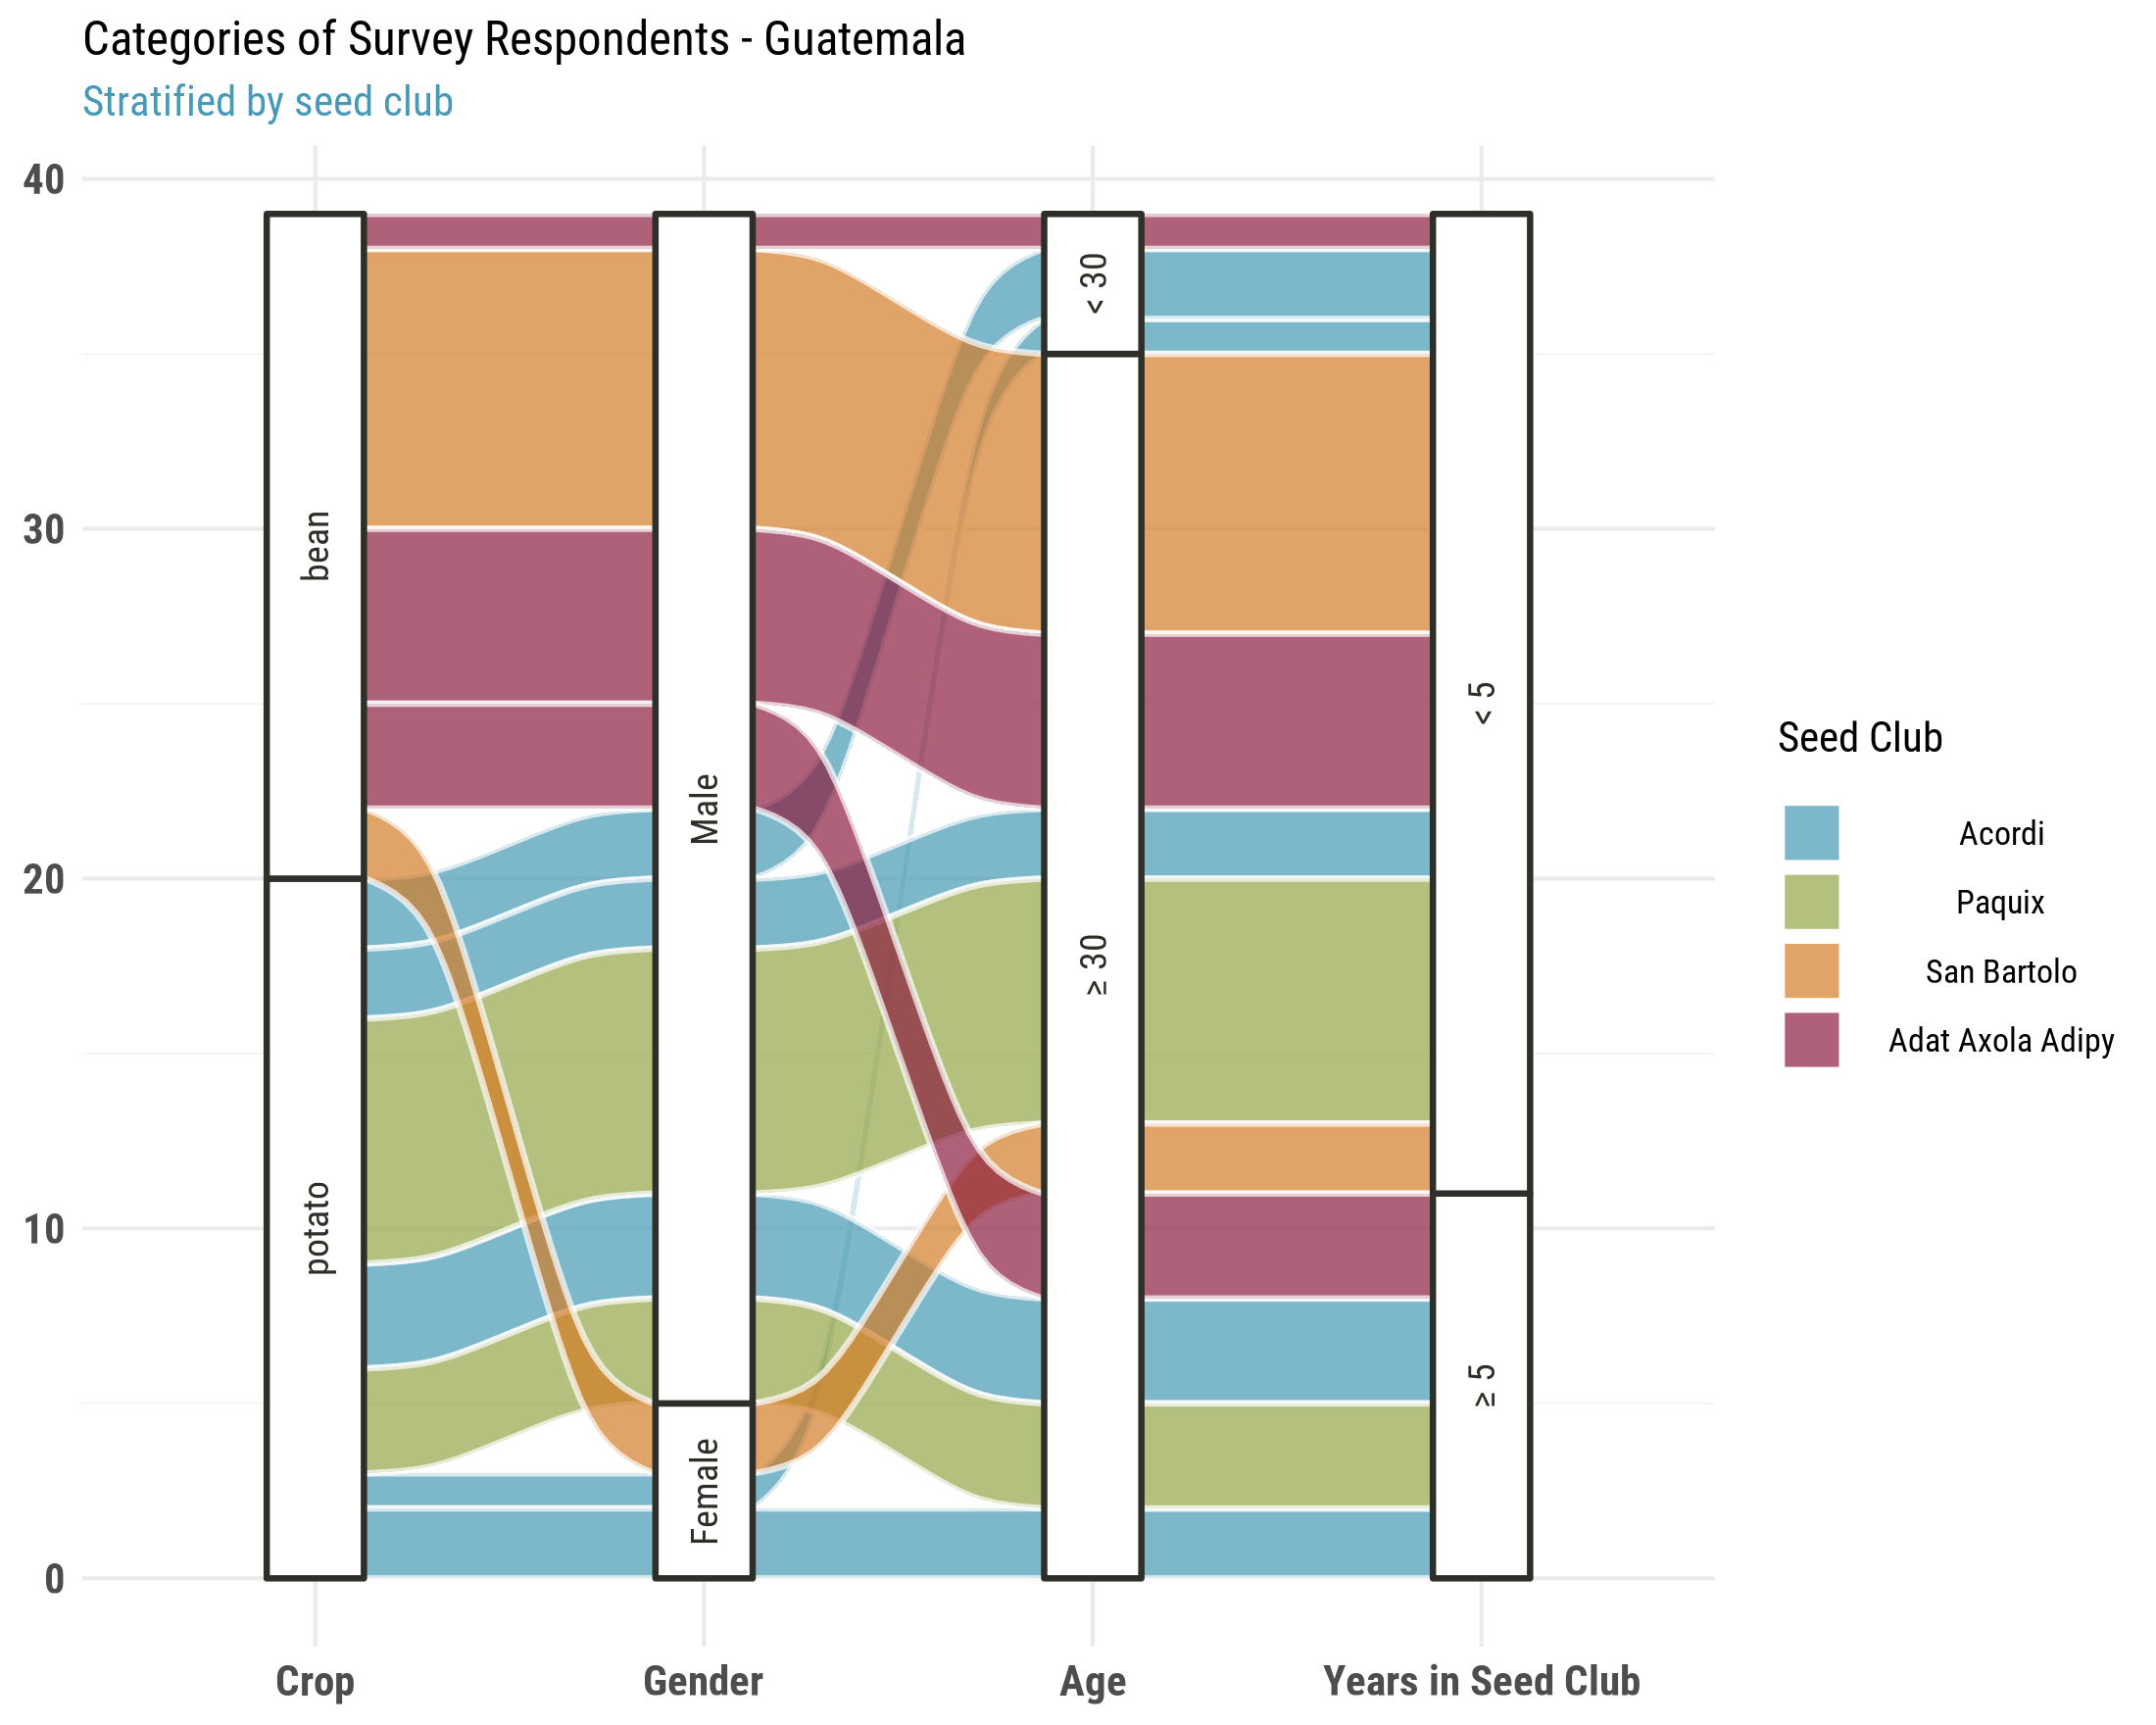 Categories of Survey Respondents - Guatemala
Stratified by seed club
40
30
20
10
0
bean
potato
Male
Female
< 30
≥ 30
< 5
≥ 5
Crop
Gender
Age
Years in Seed Club
Seed Club
Acordi
Paquix
San Bartolo
Adat Axola Adipy